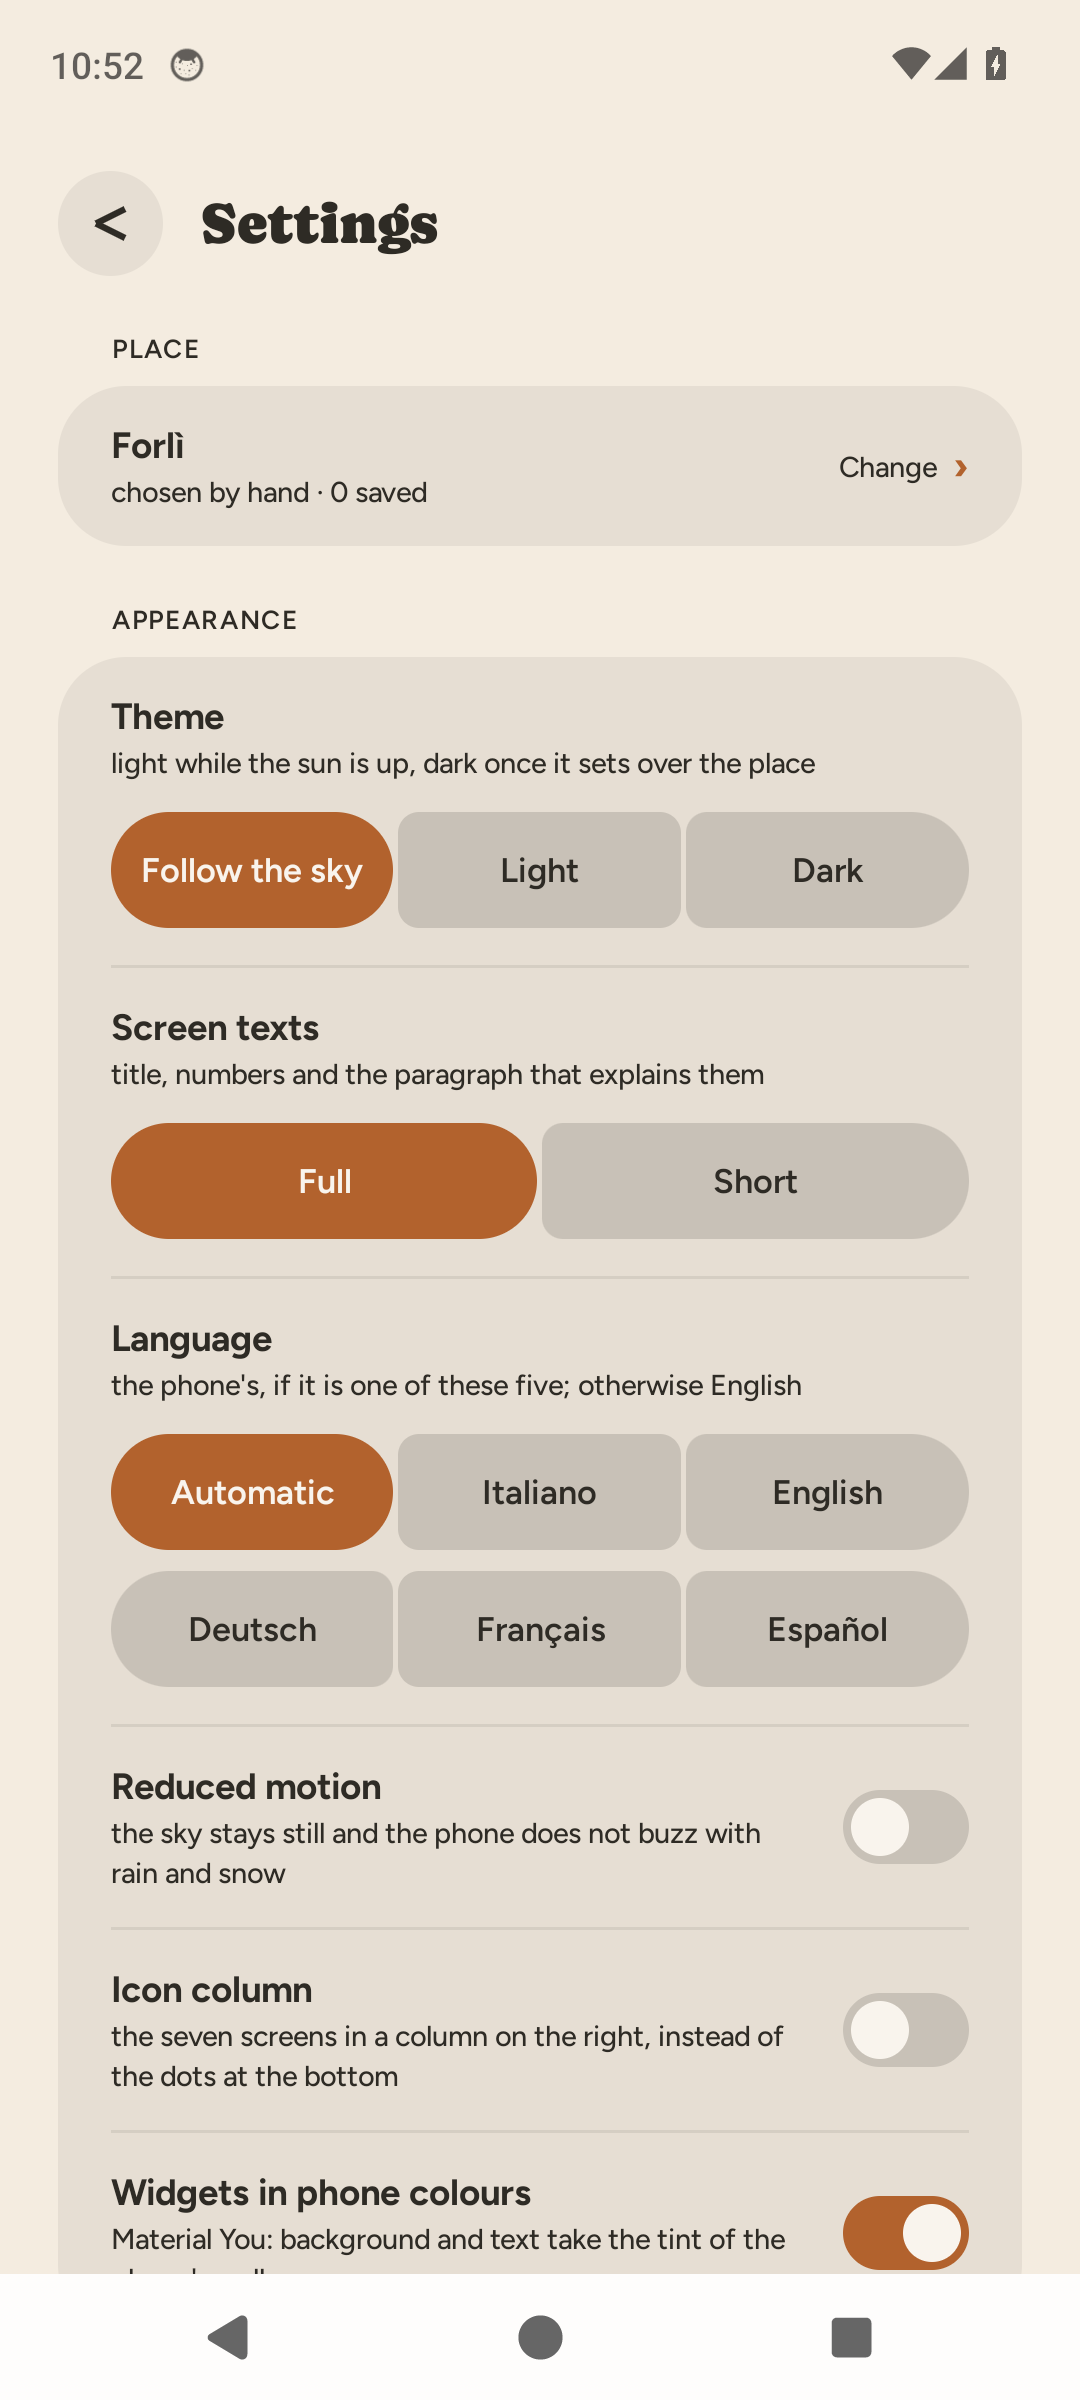 10:52
<
Settings
PLACE
Forlì
chosen by hand · 0 saved
Change ›
APPEARANCE
Theme
light while the sun is up, dark once it sets over the place
Follow the sky
Light
Dark
Screen texts
title, numbers and the paragraph that explains them
Full
Short
Language
the phone's, if it is one of these five; otherwise English
Automatic
Italiano
English
Deutsch
Français
Español
Reduced motion
the sky stays still and the phone does not buzz with
rain and snow
Icon column
the seven screens in a column on the right, instead of
the dots at the bottom
Widgets in phone colours
Material You: background and text take the tint of the